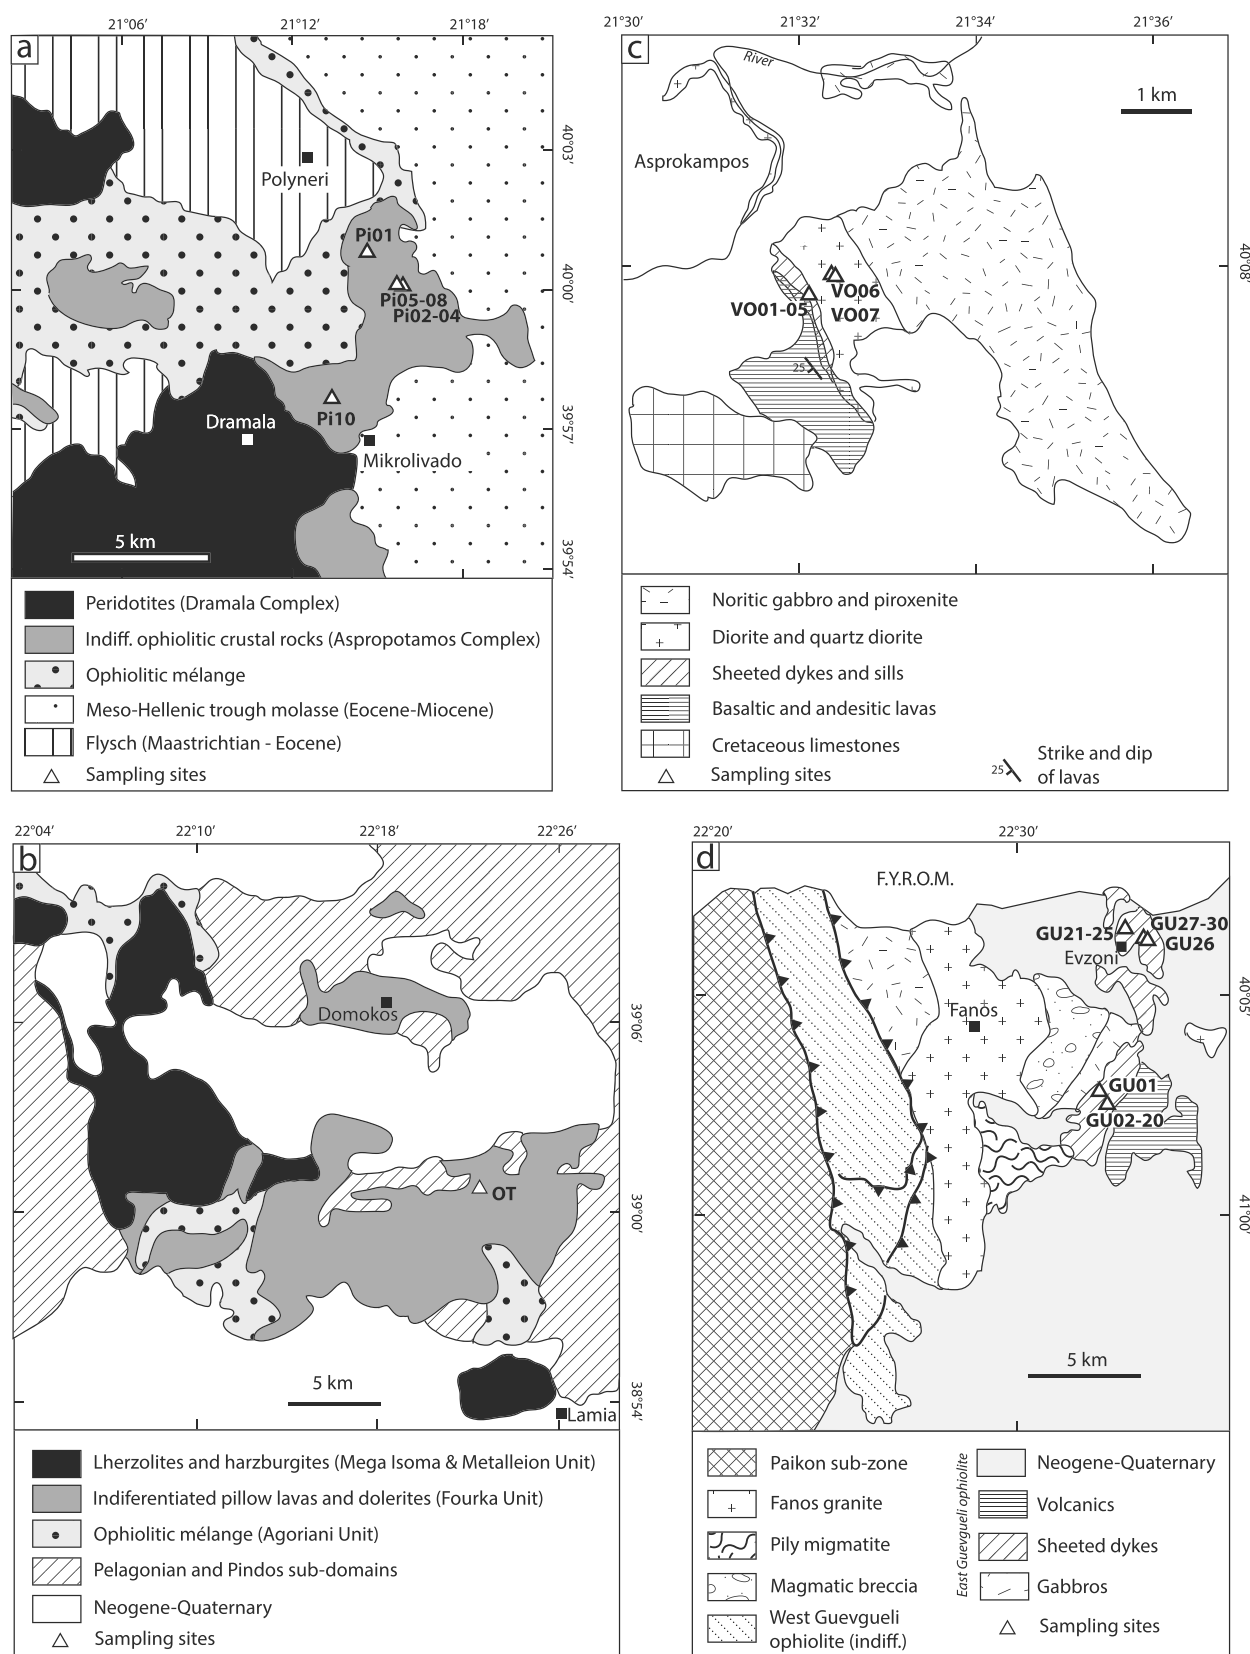 a
21°06′
21°12′
21°18′
40°03′
40°00′
39°57′
39°54′
Polyneri
Pi01
Pi05-08
Pi02-04
Pi10
Dramala
Mikrolivado
5 km
Peridotites (Dramala Complex)
Indiff. ophiolitic crustal rocks (Aspropotamos Complex)
Ophiolitic mélange
Meso-Hellenic trough molasse (Eocene-Miocene)
Flysch (Maastrichtian - Eocene)
Sampling sites
c
21°30′
21°32′
21°34′
21°36′
40°08′
River
1 km
Asprokampos
VO06
VO01-05
VO07
25
Noritic gabbro and piroxenite
Diorite and quartz diorite
Sheeted dykes and sills
Basaltic and andesitic lavas
Cretaceous limestones
Sampling sites
25
Strike and dip
of lavas
b
22°04′
22°10′
22°18′
22°26′
39°06′
39°00′
38°54′
Domokos
OT
5 km
Lamia
Lherzolites and harzburgites (Mega Isoma & Metalleion Unit)
Indiferentiated pillow lavas and dolerites (Fourka Unit)
Ophiolitic mélange (Agoriani Unit)
Pelagonian and Pindos sub-domains
Neogene-Quaternary
Sampling sites
d
22°20′
22°30′
40°05′
41°00′
F.Y.R.O.M.
GU27-30
GU21-25
GU26
Evzoni
Fanos
GU01
GU02-20
5 km
Paikon sub-zone
Fanos granite
Pily migmatite
Magmatic breccia
West Guevgueli
ophiolite (indiff.)
East Guevgueli ophiolite
Neogene-Quaternary
Volcanics
Sheeted dykes
Gabbros
Sampling sites